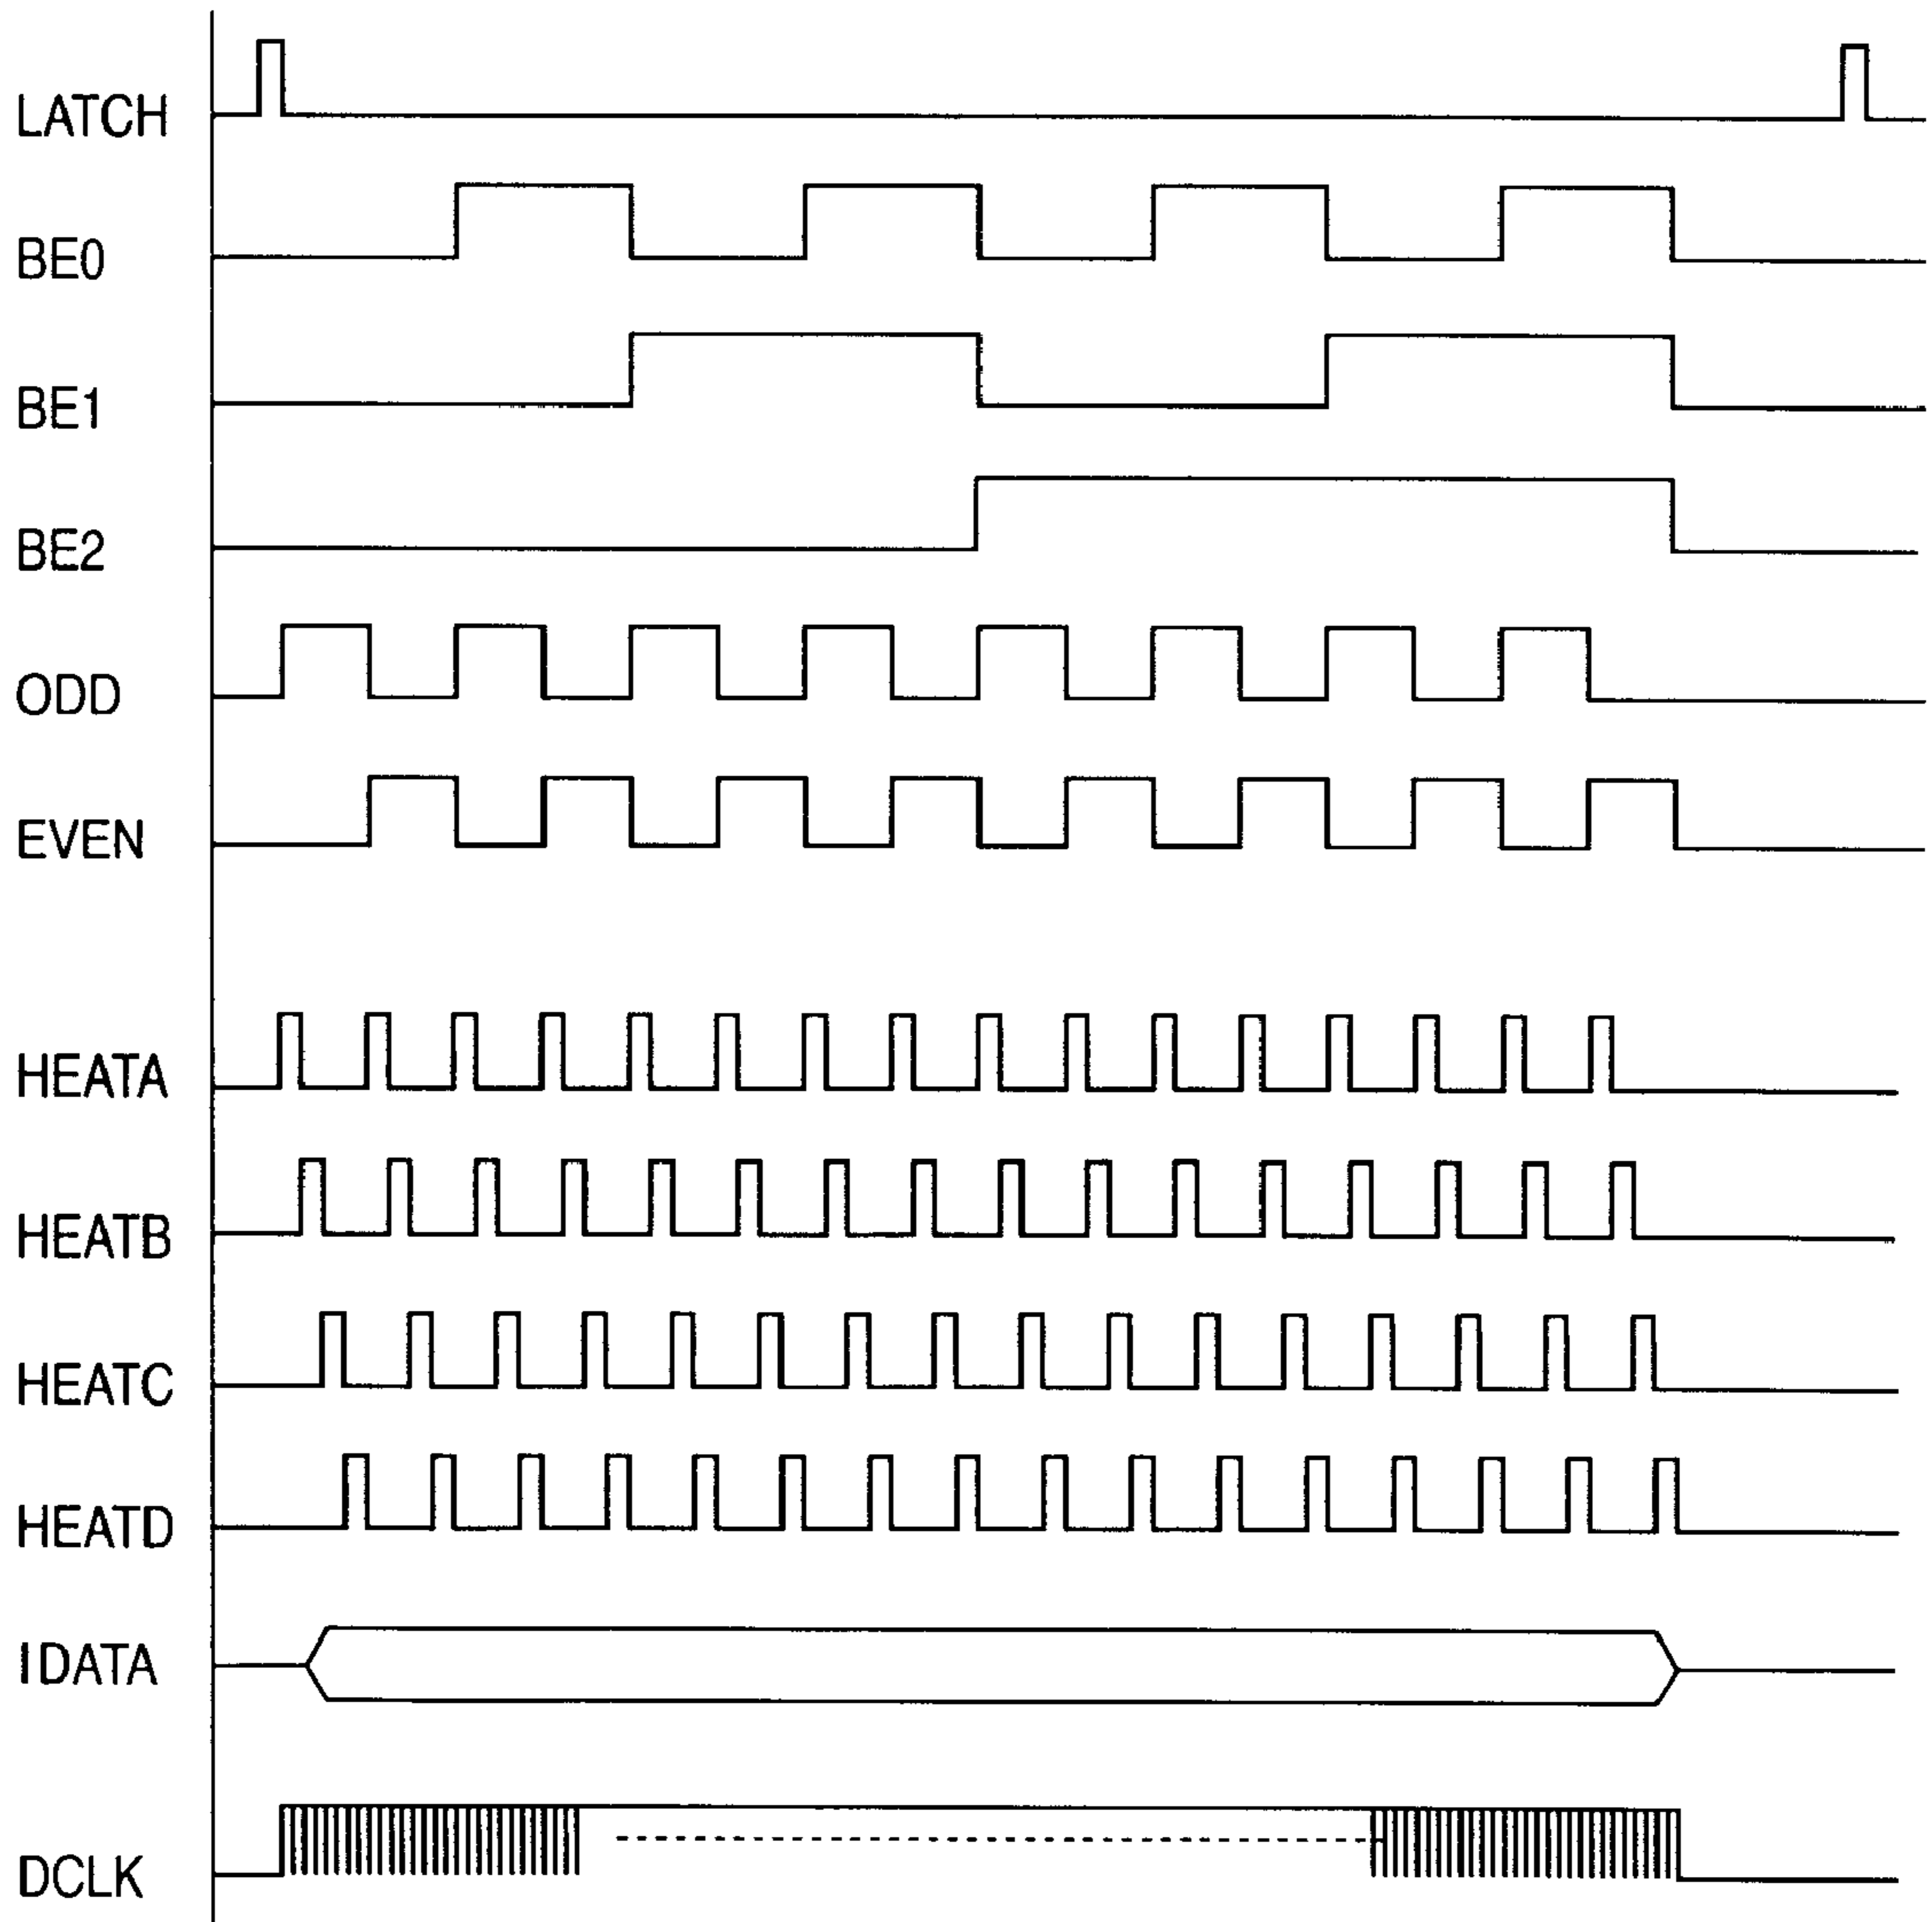 LATCH
BE0
BE1
BE2
ODD
EVEN
HEATA
HEATB
HEATC
HEATD
IDATA
DCLK